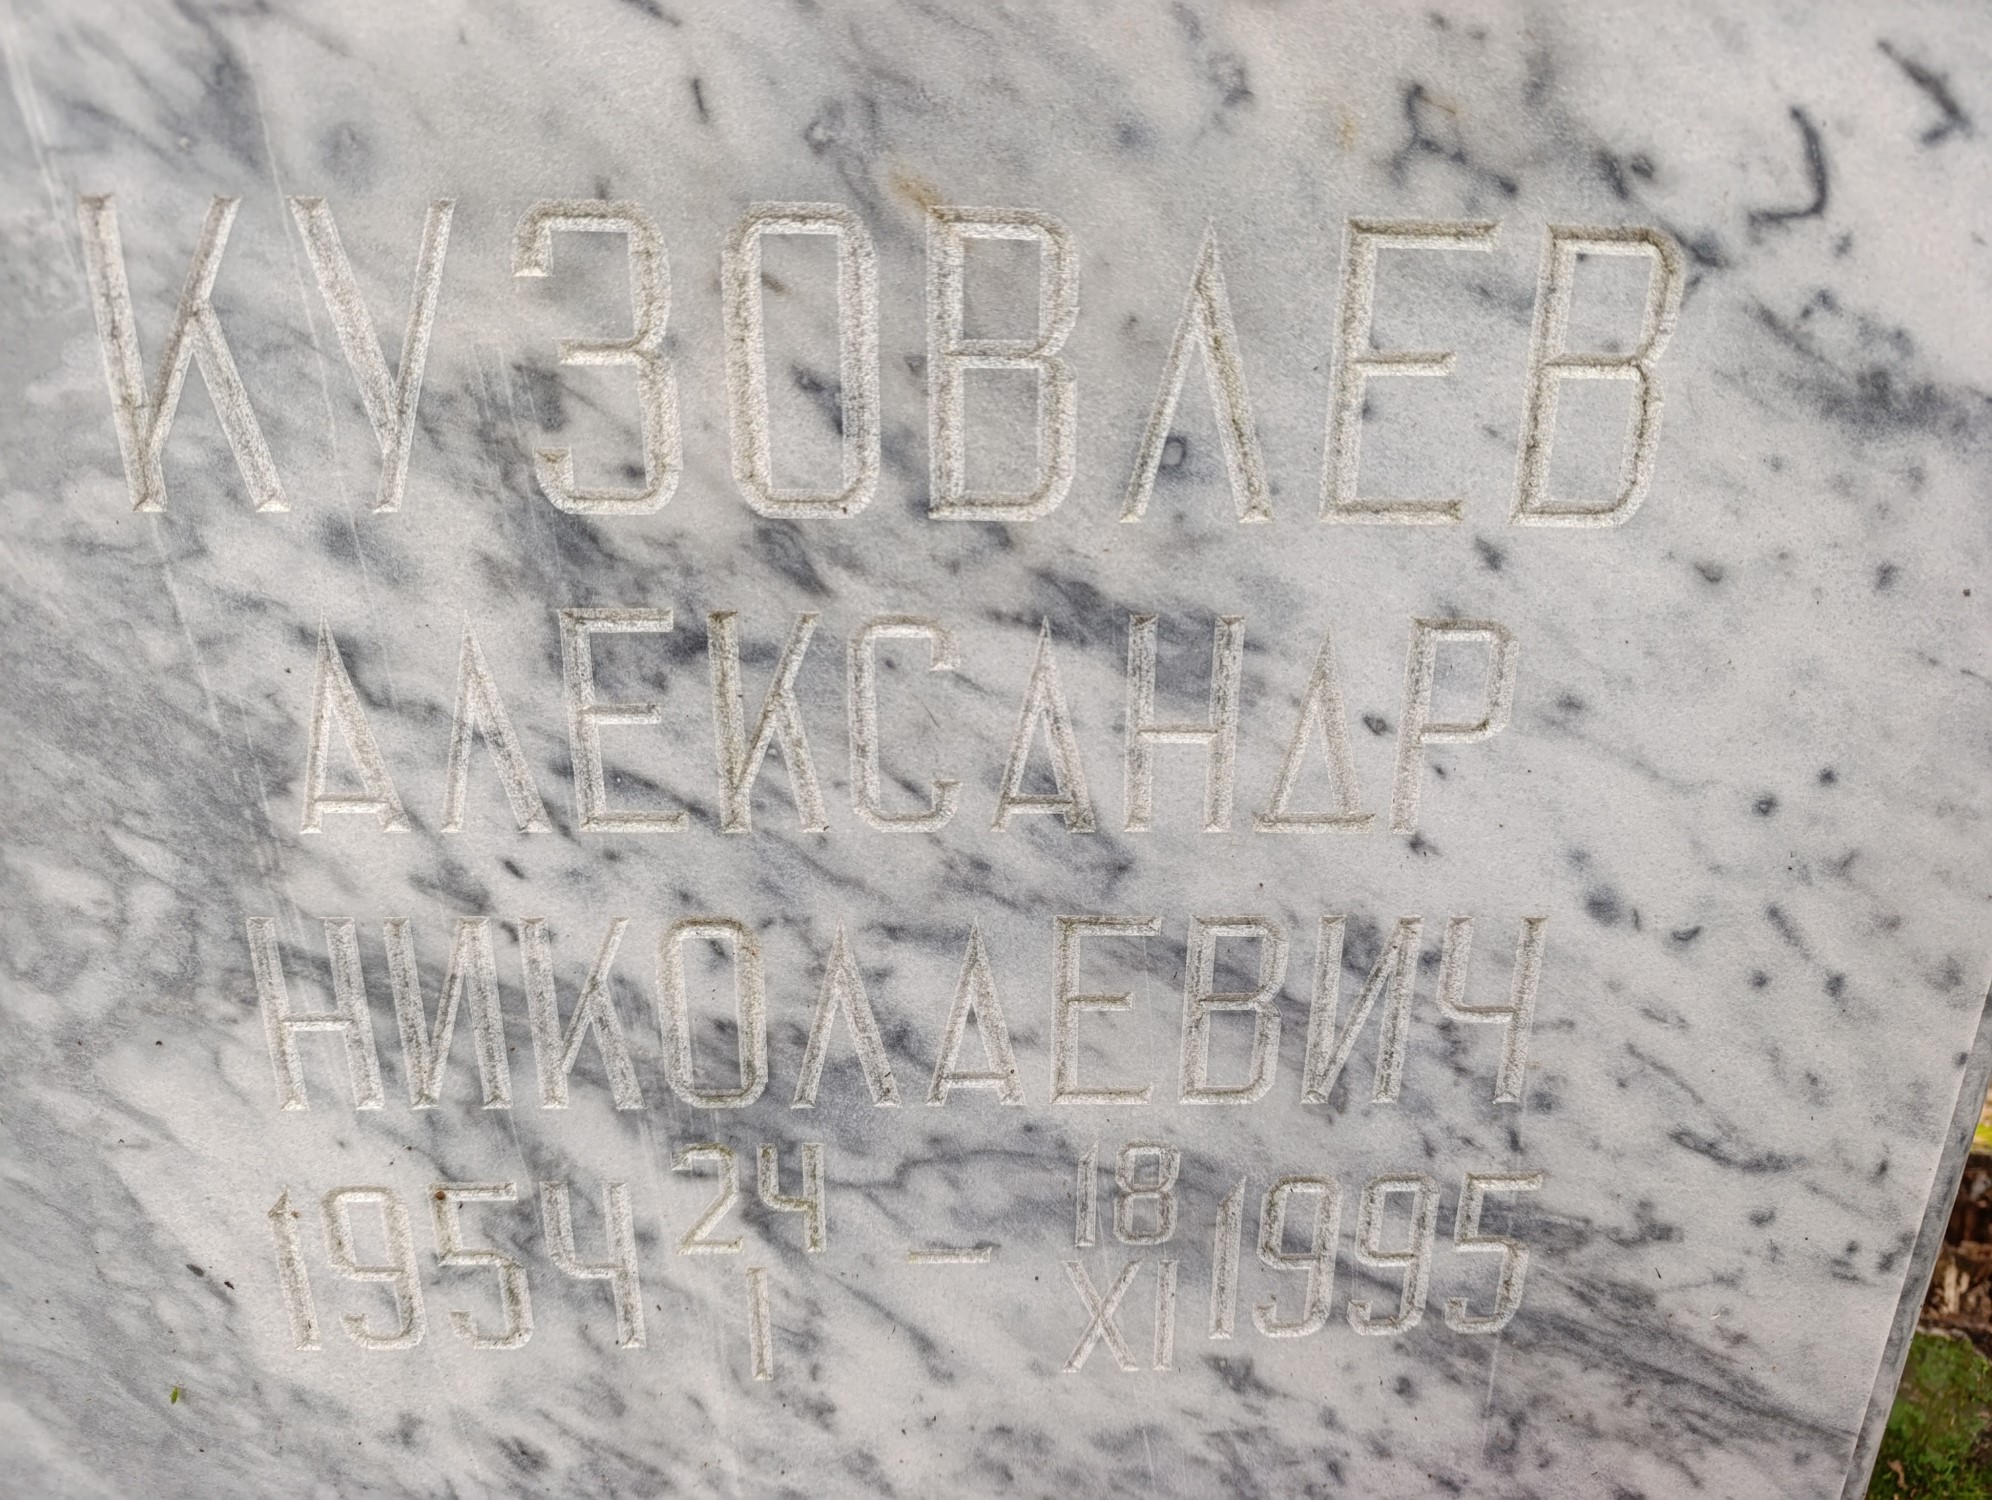 КУЗОВЛЕВ
АЛЕКСАНДР
НИКОЛАЕВИЧ
1954 24/I – 18/XI 1995